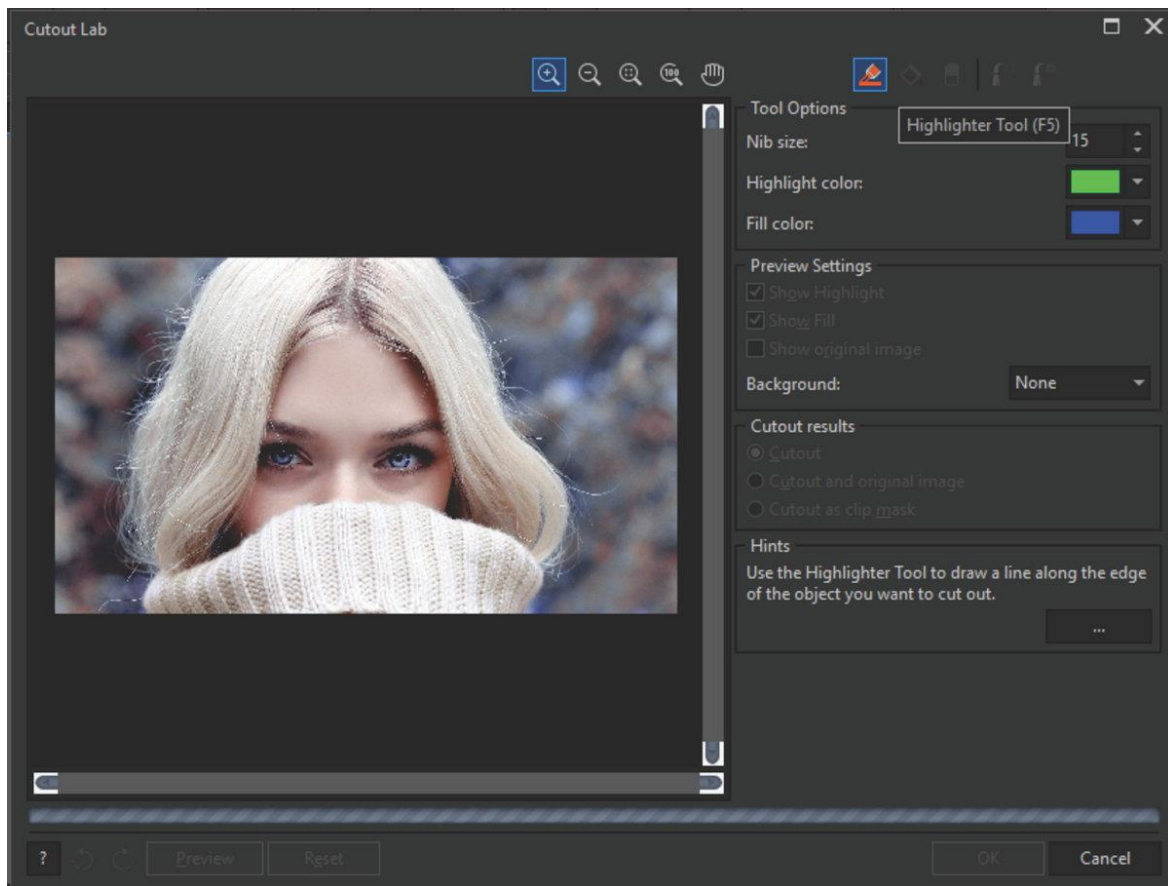 Cutout Lab
100
Tool Options
Highlighter Tool (F5)
Nib size:
15
Highlight color:
Fill color:
Preview Settings
Show Highlight
Show Fill
Show original image
Background:
None
Cutout results
Cutout
Cutout and original image
Cutout as clip mask
Hints
Use the Highlighter Tool to draw a line along the edge
of the object you want to cut out.
...
?
Preview
Reset
OK
Cancel